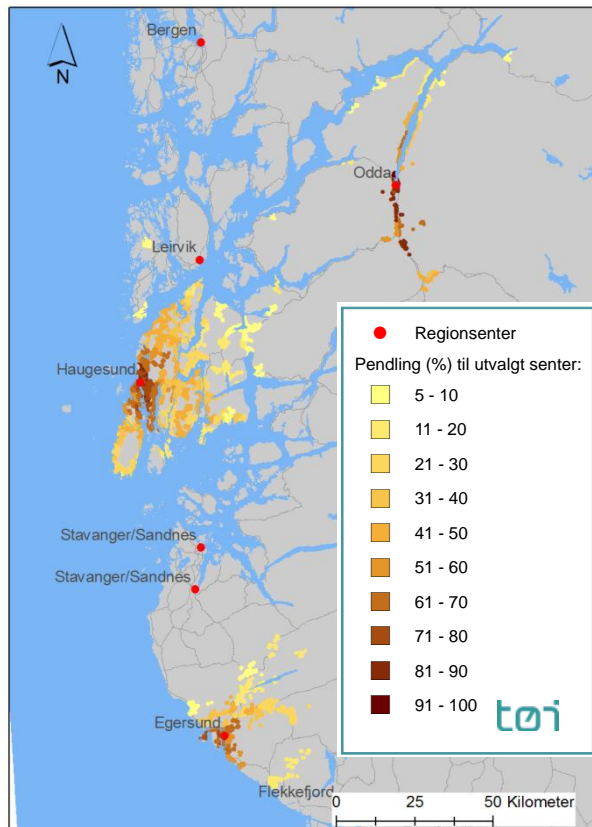 Bergen
N
Odda
Leirvik
Haugesund
Stavanger/Sandnes
Stavanger/Sandnes
Egersund
Flekkefjord
Regionsenter
Pendling (%) til utvalgt senter:
5 - 10
11 - 20
21 - 30
31 - 40
41 - 50
51 - 60
61 - 70
71 - 80
81 - 90
91 - 100
tøi
0 25 50 Kilometer